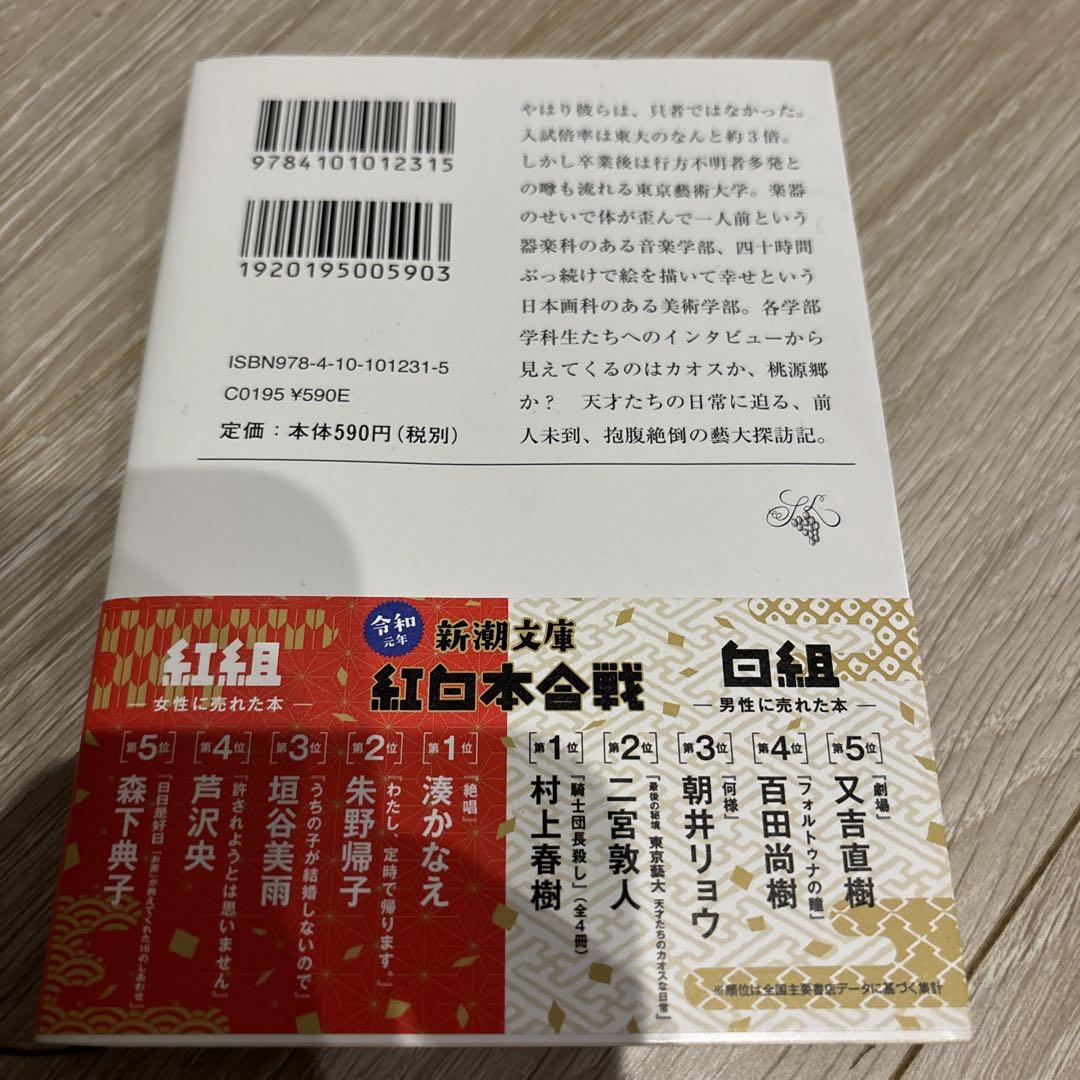 9784101012315
1920195005903
ISBN978-4-10-101231-5
C0195 ¥590E
定価：本体590円（税別）
やはり彼らは、只者ではなかった。
入試倍率は東大のなんと約3倍。
しかし卒業後は行方不明者多発と
の噂も流れる東京藝術大学。楽器
のせいで体が歪んで一人前という
器楽科のある音楽学部、四十時間
ぶっ続けで絵を描いて幸せという
日本画科のある美術学部。各学部
学科生たちへのインタビューから
見えてくるのはカオスか、桃源郷
か？　天才たちの日常に迫る、前
人未到、抱腹絶倒の藝大探訪記。
令和
元年
新潮文庫
紅白本合戦
紅組
女性に売れた本
第1位
『絶唱』
湊かなえ
第2位
『わたし、定時で帰ります。』
朱野帰子
第3位
『うちの子が結婚しないので』
垣谷美雨
第4位
『許されようとは思いません』
芦沢央
第5位
『日日是好日 「お茶」が教えてくれた15のしあわせ』
森下典子
白組
男性に売れた本
第1位
『騎士団長殺し』（全4冊）
村上春樹
第2位
『最後の秘境 東京藝大 天才たちのカオスな日常』
二宮敦人
第3位
『何様』
朝井リョウ
第4位
『フォルトゥナの瞳』
百田尚樹
第5位
『劇場』
又吉直樹
※順位は全国主要書店データに基づく集計